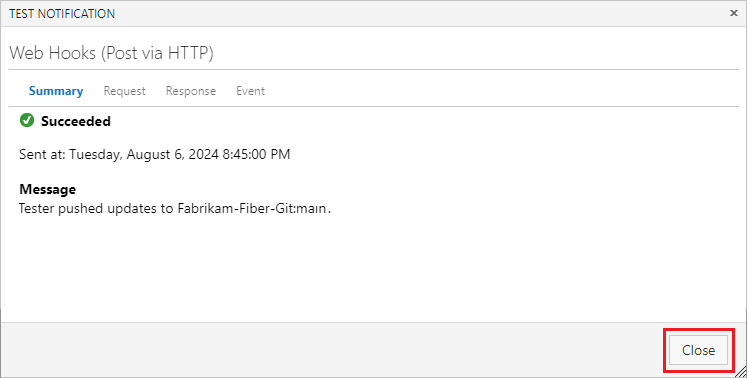 TEST NOTIFICATION
Web Hooks (Post via HTTP)
Summary Request Response Event
Succeeded
Sent at: Tuesday, August 6, 2024 8:45:00 PM
Message
Tester pushed updates to Fabrikam-Fiber-Git:main.
Close